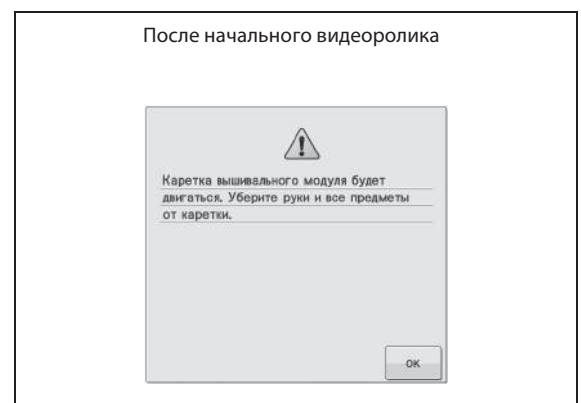 После начального видеоролика
Каретка вышивального модуля будет
двигаться. Уберите руки и все предметы
от каретки.
OK